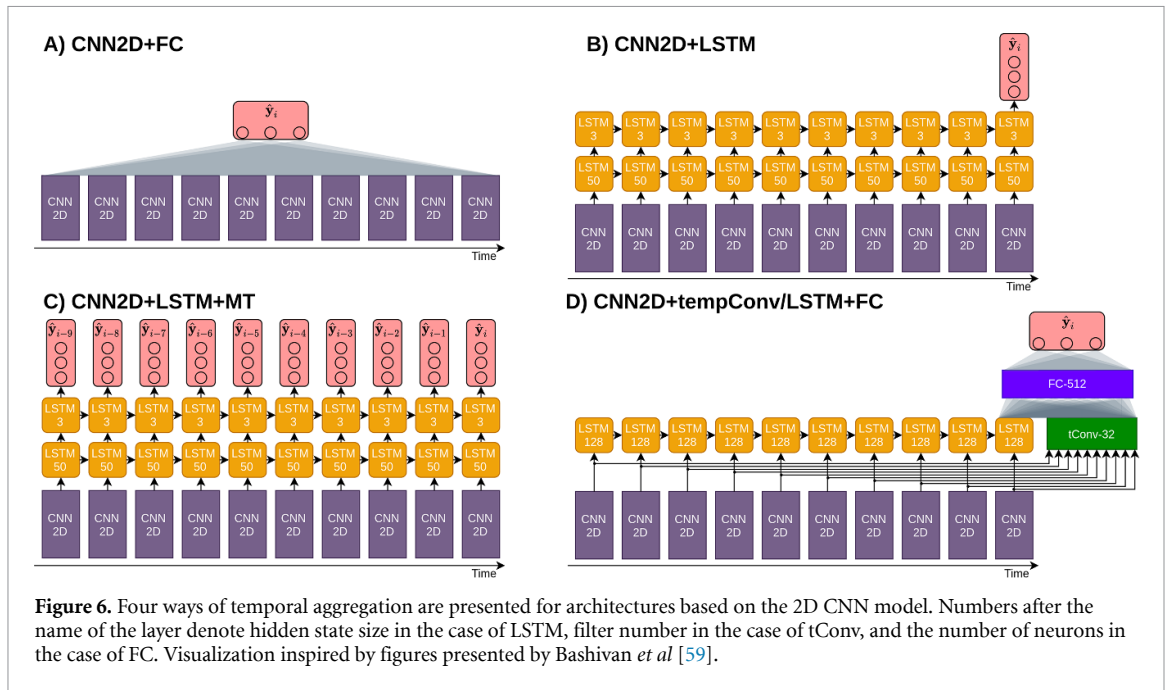 A) CNN2D+FC
ŷᵢ
CNN 2D CNN 2D CNN 2D CNN 2D CNN 2D CNN 2D CNN 2D CNN 2D CNN 2D CNN 2D
Time
B) CNN2D+LSTM
ŷᵢ
LSTM 3 LSTM 3 LSTM 3 LSTM 3 LSTM 3 LSTM 3 LSTM 3 LSTM 3 LSTM 3 LSTM 3
LSTM 50 LSTM 50 LSTM 50 LSTM 50 LSTM 50 LSTM 50 LSTM 50 LSTM 50 LSTM 50 LSTM 50
CNN 2D CNN 2D CNN 2D CNN 2D CNN 2D CNN 2D CNN 2D CNN 2D CNN 2D CNN 2D
Time
C) CNN2D+LSTM+MT
ŷᵢ₋₉ ŷᵢ₋₈ ŷᵢ₋₇ ŷᵢ₋₆ ŷᵢ₋₅ ŷᵢ₋₄ ŷᵢ₋₃ ŷᵢ₋₂ ŷᵢ₋₁ ŷᵢ
LSTM 3 LSTM 3 LSTM 3 LSTM 3 LSTM 3 LSTM 3 LSTM 3 LSTM 3 LSTM 3 LSTM 3
LSTM 50 LSTM 50 LSTM 50 LSTM 50 LSTM 50 LSTM 50 LSTM 50 LSTM 50 LSTM 50 LSTM 50
CNN 2D CNN 2D CNN 2D CNN 2D CNN 2D CNN 2D CNN 2D CNN 2D CNN 2D CNN 2D
Time
D) CNN2D+tempConv/LSTM+FC
ŷᵢ
FC-512
LSTM 128 LSTM 128 LSTM 128 LSTM 128 LSTM 128 LSTM 128 LSTM 128 LSTM 128 LSTM 128 LSTM 128 tConv-32
CNN 2D CNN 2D CNN 2D CNN 2D CNN 2D CNN 2D CNN 2D CNN 2D CNN 2D CNN 2D
Time
Figure 6. Four ways of temporal aggregation are presented for architectures based on the 2D CNN model. Numbers after the
name of the layer denote hidden state size in the case of LSTM, filter number in the case of tConv, and the number of neurons in
the case of FC. Visualization inspired by figures presented by Bashivan et al [59].